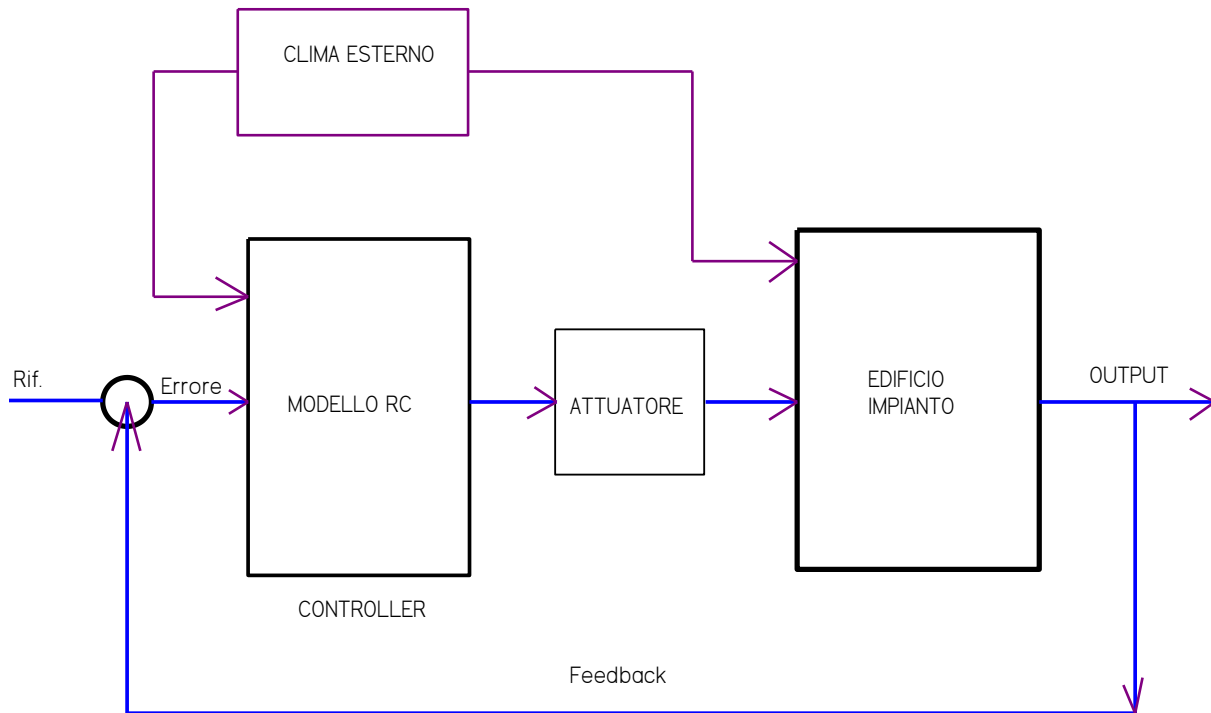 CLIMA ESTERNO
Rif.
Errore
MODELLO RC
ATTUATORE
EDIFICIO
IMPIANTO
OUTPUT
CONTROLLER
Feedback